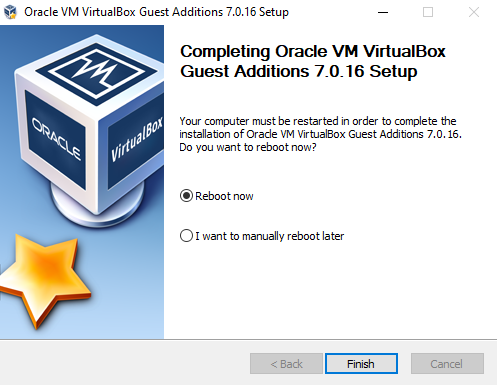 Oracle VM VirtualBox Guest Additions 7.0.16 Setup
Completing Oracle VM VirtualBox
Guest Additions 7.0.16 Setup
Your computer must be restarted in order to complete the
installation of Oracle VM VirtualBox Guest Additions 7.0.16.
Do you want to reboot now?
ORACLE
VirtualBox
Reboot now
I want to manually reboot later
< Back
Finish
Cancel